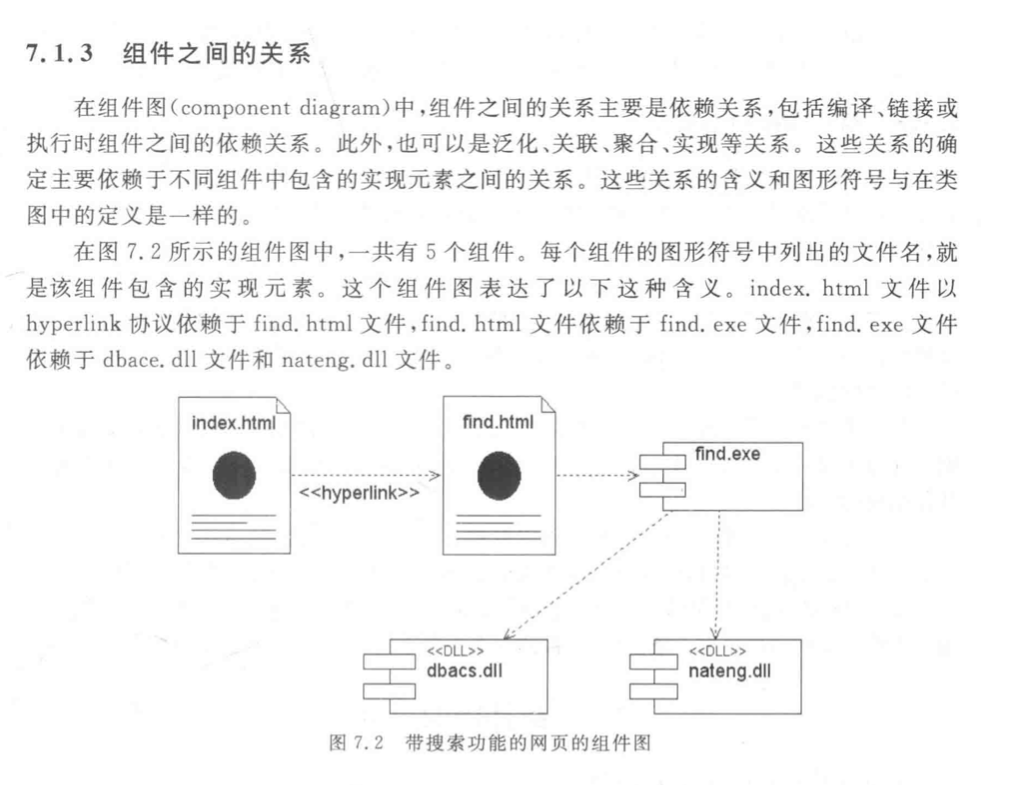 7.1.3 组件之间的关系
在组件图(component diagram)中,组件之间的关系主要是依赖关系,包括编译、链接或
执行时组件之间的依赖关系。此外,也可以是泛化、关联、聚合、实现等关系。这些关系的确
定主要依赖于不同组件中包含的实现元素之间的关系。这些关系的含义和图形符号与在类
图中的定义是一样的。
在图 7.2 所示的组件图中,一共有 5 个组件。每个组件的图形符号中列出的文件名,就
是该组件包含的实现元素。这个组件图表达了以下这种含义。index. html 文件以
hyperlink 协议依赖于 find. html 文件,find. html 文件依赖于 find. exe 文件,find. exe 文件
依赖于 dbace. dll 文件和 nateng. dll 文件。
index.html
find.html
find.exe
<<hyperlink>>
<<DLL>>
dbacs.dll
<<DLL>>
nateng.dll
图 7.2 带搜索功能的网页的组件图